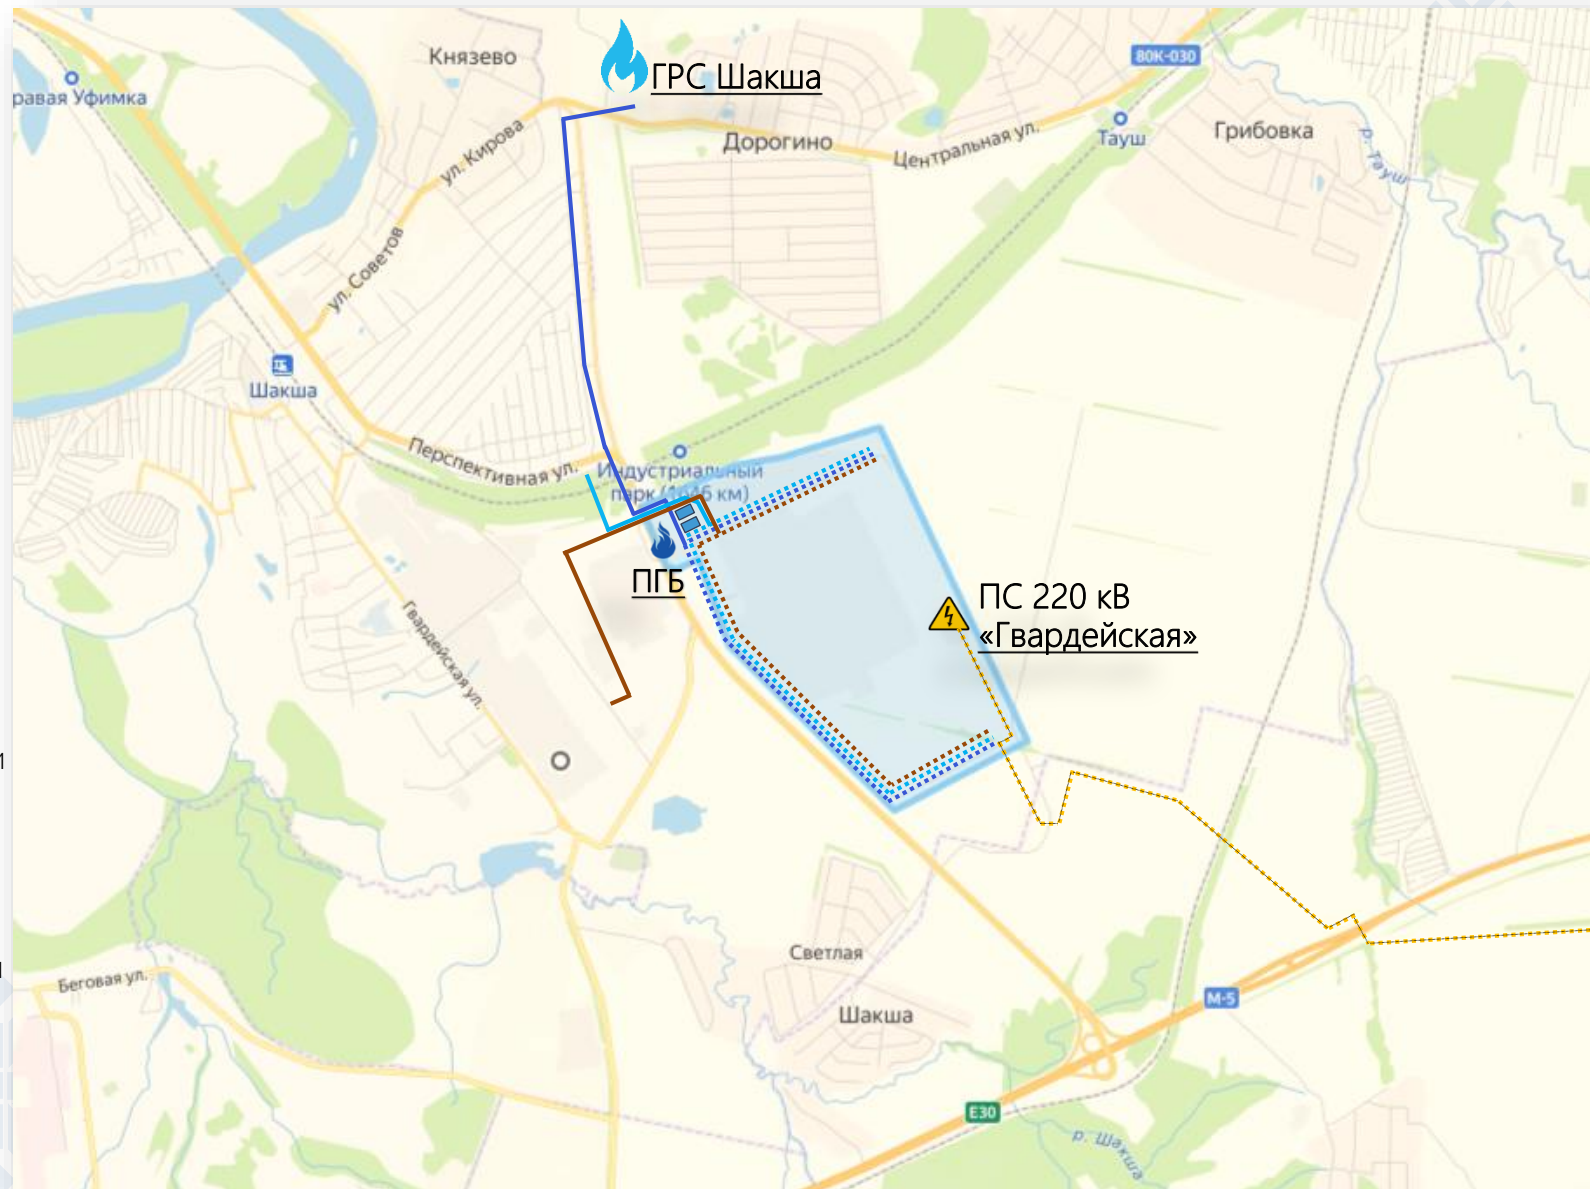 Князево
ГРС Шакша
80К-030
равая Уфимка
ул. Кирова
Дорогино
Центральная ул.
Тауш
Грибовка
р. Тауш
ул. Советов
Шакша
Перспективная ул.
Индустриальный
парк (1646 км)
ПГБ
ПС 220 кВ
«Гвардейская»
Гвардейская ул.
Светлая
Беговая ул.
М-5
Шакша
Е30
р. Шакша